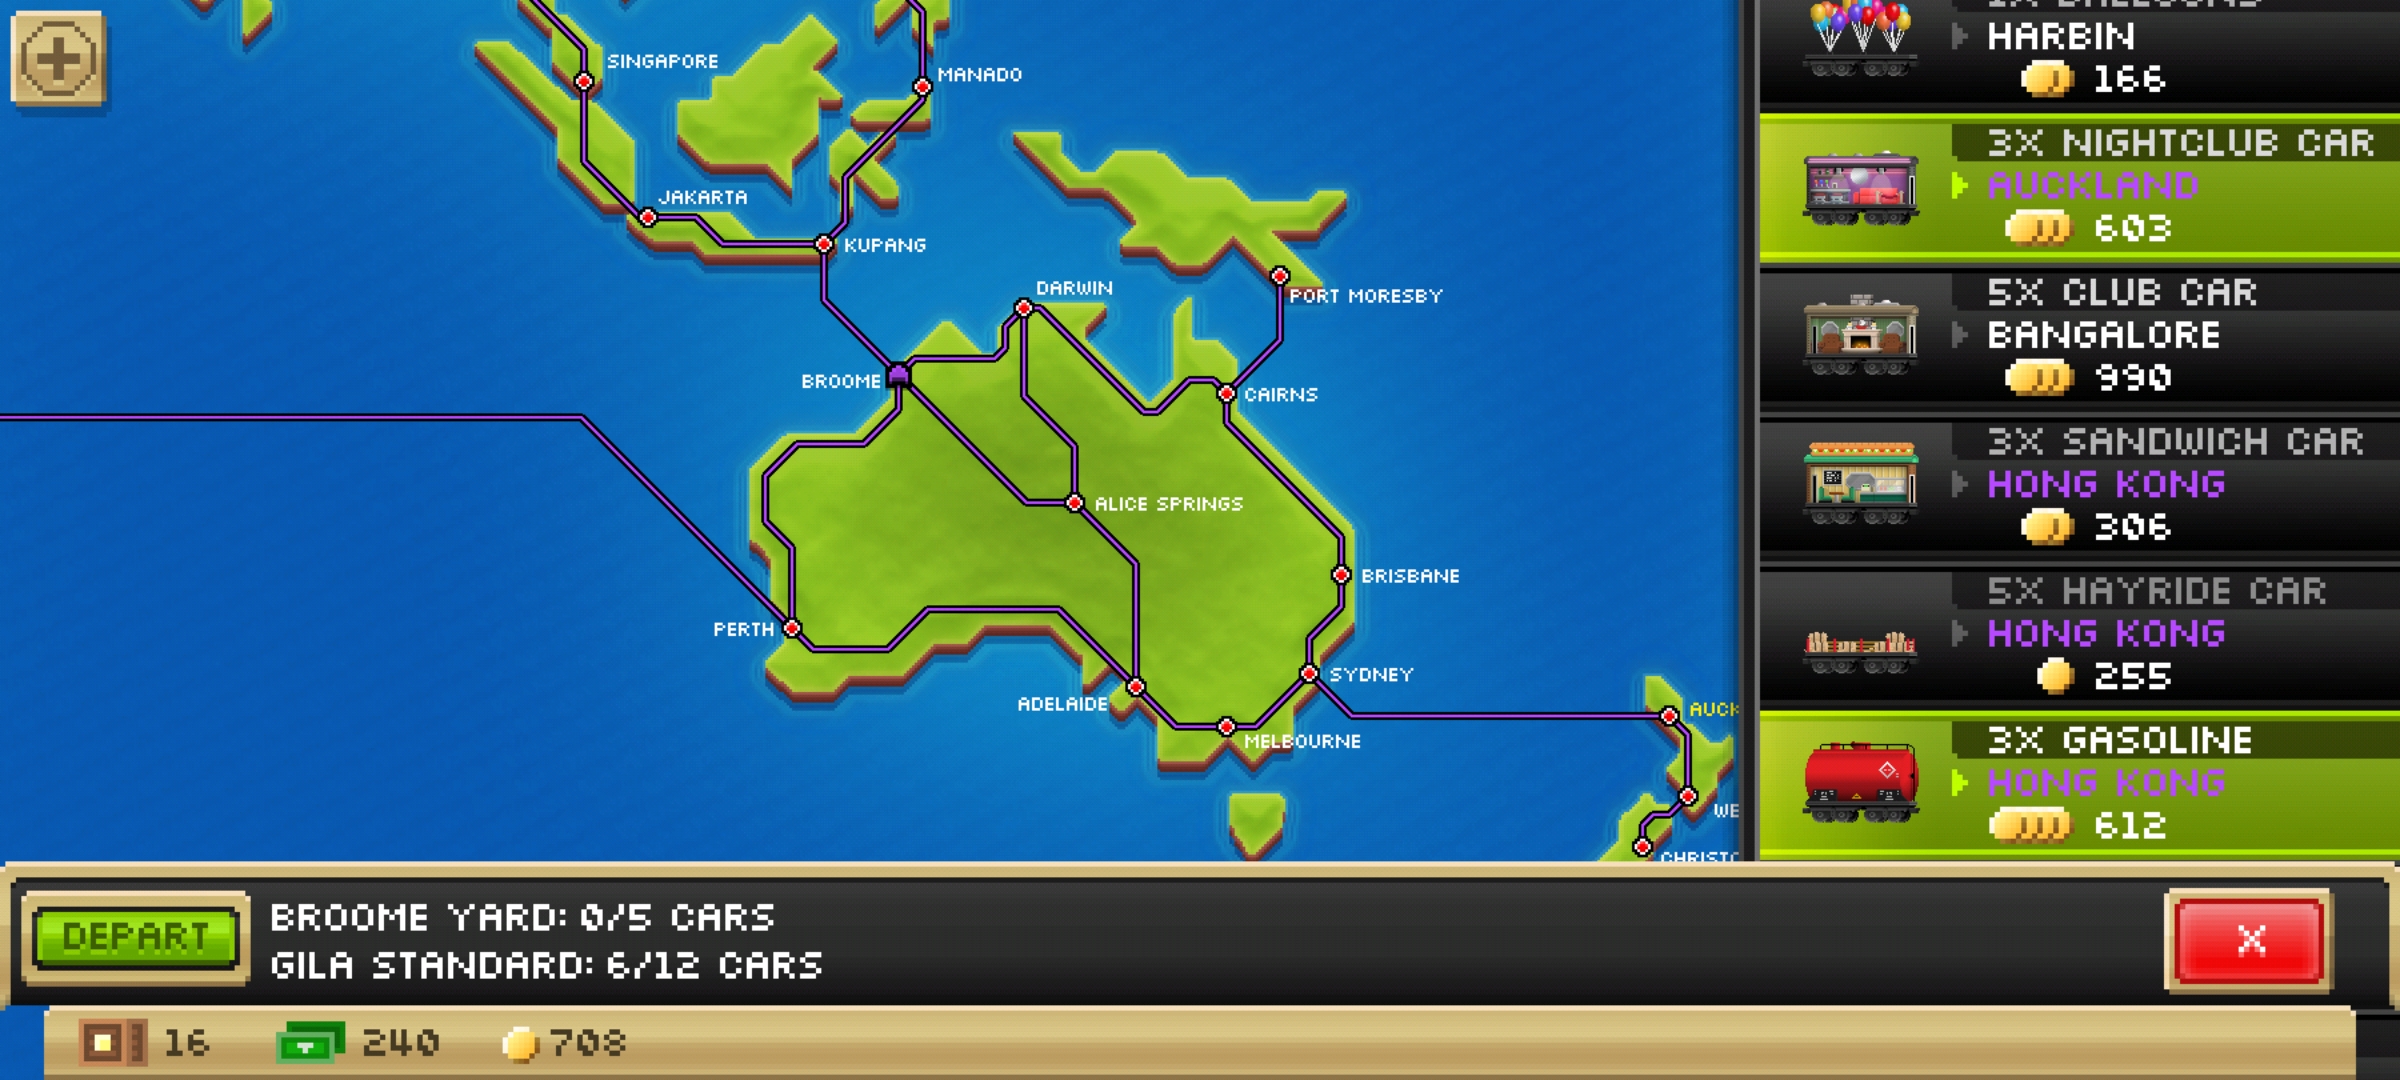 SINGAPORE
MANADO
JAKARTA
KUPANG
DARWIN
PORT MORESBY
BROOME
CAIRNS
ALICE SPRINGS
BRISBANE
PERTH
SYDNEY
ADELAIDE
MELBOURNE
AUCK
WE
CHRISTC
1X BALLOONS
HARBIN
166
3X NIGHTCLUB CAR
AUCKLAND
603
5X CLUB CAR
BANGALORE
990
3X SANDWICH CAR
HONG KONG
306
5X HAYRIDE CAR
HONG KONG
255
3X GASOLINE
HONG KONG
612
DEPART
BROOME YARD: 0/5 CARS
GILA STANDARD: 6/12 CARS
X
16
240
708